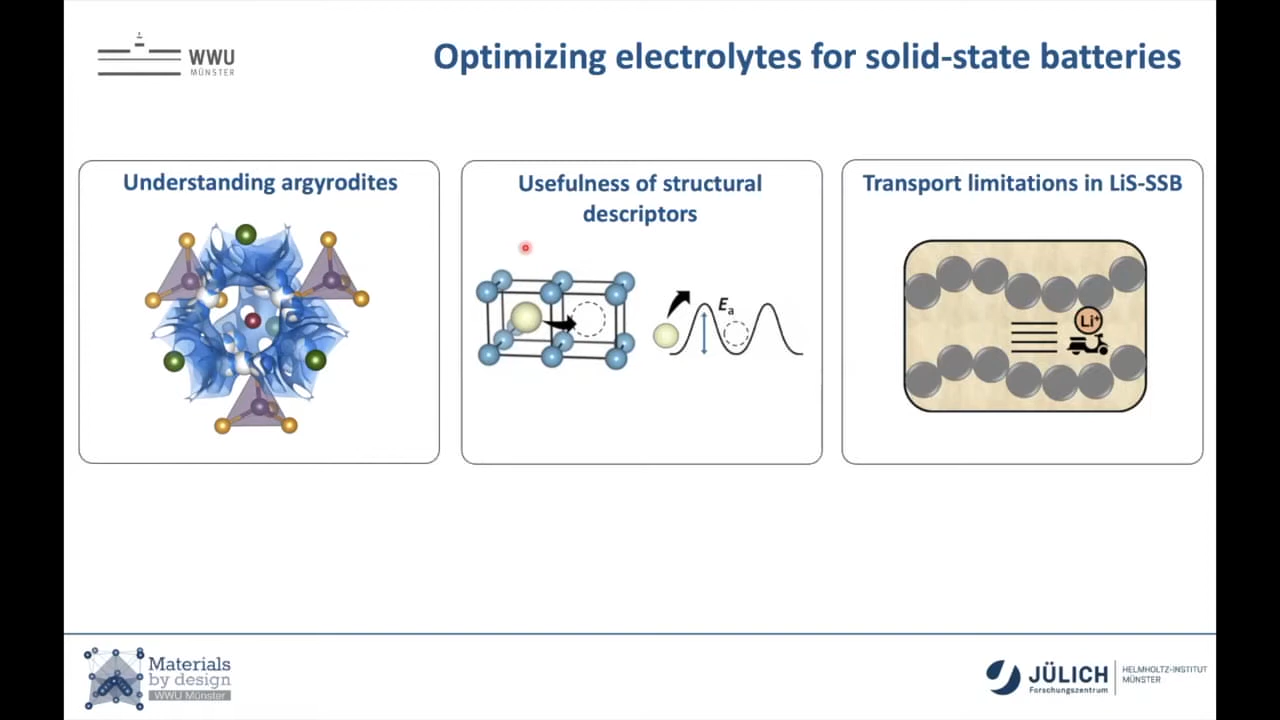 WWU
MÜNSTER
Optimizing electrolytes for solid-state batteries
Understanding argyrodites
Usefulness of structural
descriptors
Ea
Transport limitations in LiS-SSB
Li+
Materials
by design
WWU Münster
JÜLICH
Forschungszentrum
HELMHOLTZ-INSTITUT
MÜNSTER